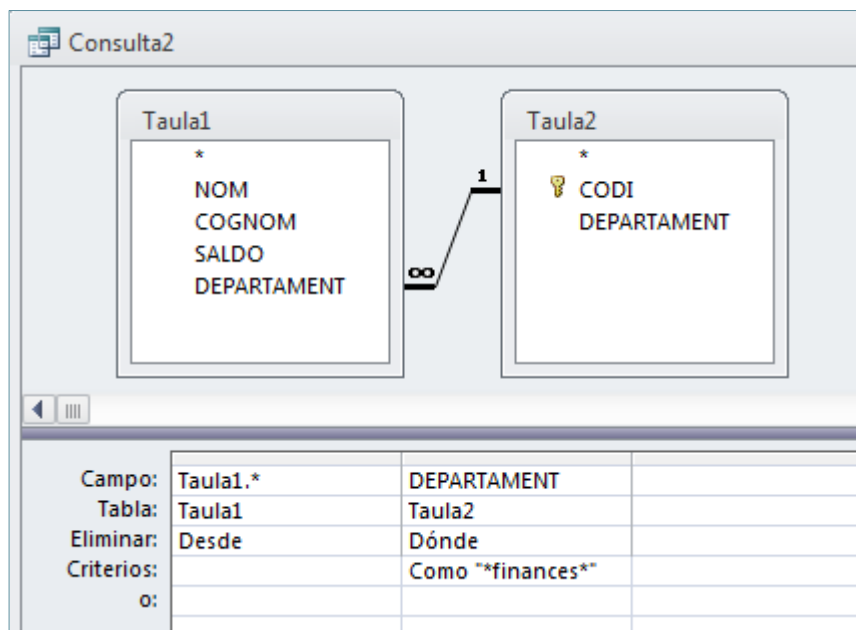 Consulta2
Taula1
*
NOM
COGNOM
SALDO
DEPARTAMENT
∞
1
Taula2
*
CODI
DEPARTAMENT
Campo: Taula1.* DEPARTAMENT
Tabla: Taula1 Taula2
Eliminar: Desde Dónde
Criterios: Como "*finances*"
o: